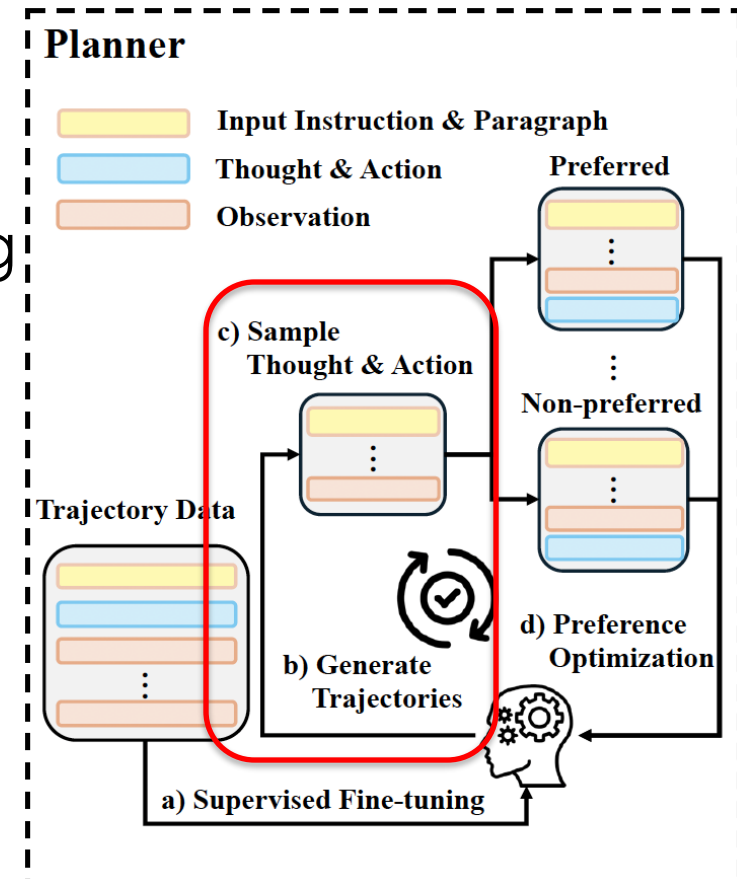 Planner
Input Instruction & Paragraph
Thought & Action
Observation
g
Preferred
c) Sample
Thought & Action
Non-preferred
Trajectory Data
b) Generate
Trajectories
d) Preference
Optimization
a) Supervised Fine-tuning